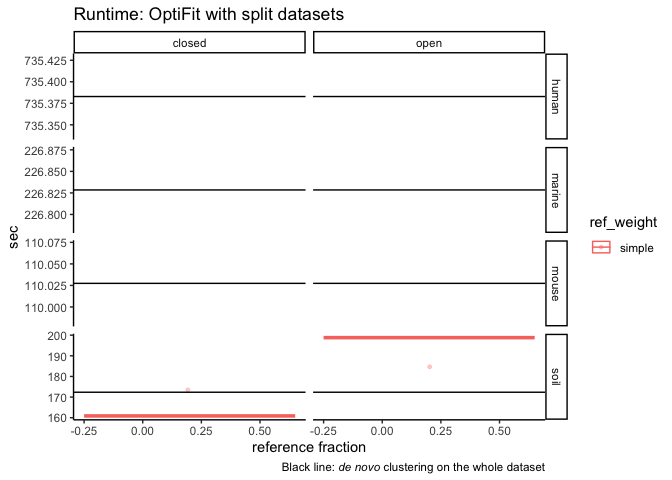 Runtime: OptiFit with split datasets
closed
open
735.425
735.400
735.375
735.350
human
226.875
226.850
226.825
226.800
marine
110.075
110.050
110.025
110.000
mouse
200
190
180
170
160
soil
sec
-0.25 0.00 0.25 0.50
-0.25 0.00 0.25 0.50
reference fraction
ref_weight
simple
Black line: de novo clustering on the whole dataset